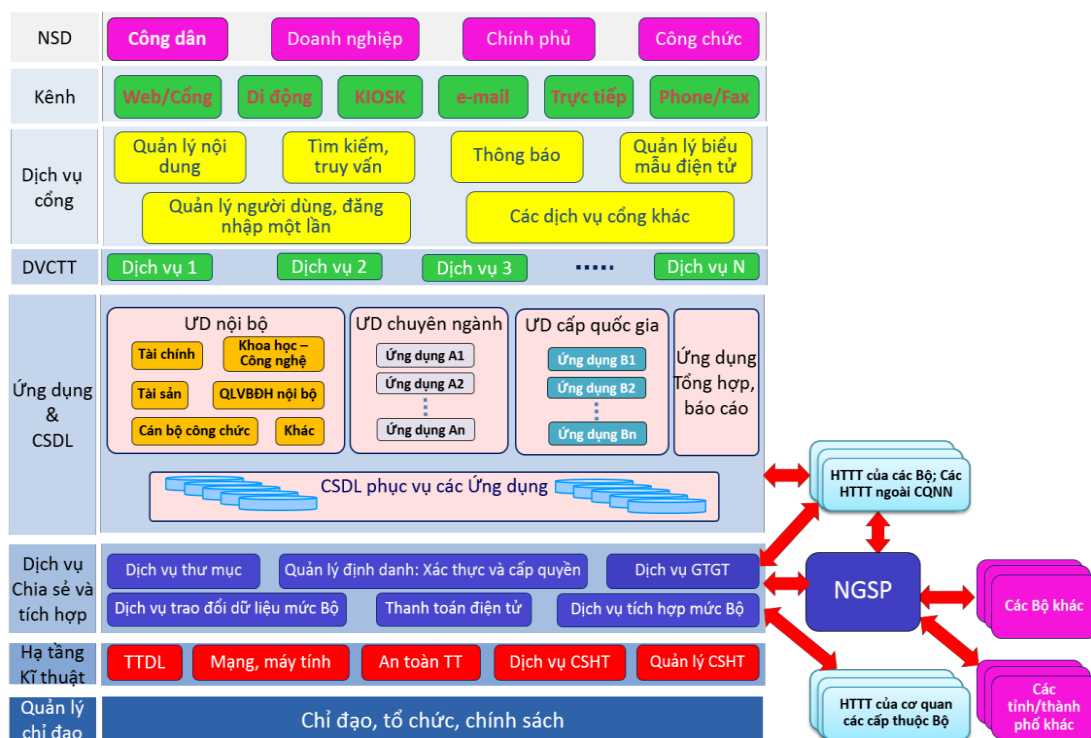 NSD
Công dân
Doanh nghiệp
Chính phủ
Công chức
Kênh
Web/Cổng
Di động
KIOSK
e-mail
Trực tiếp
Phone/Fax
Dịch vụ
cổng
Quản lý nội
dung
Tìm kiếm,
truy vấn
Thông báo
Quản lý biểu
mẫu điện tử
Quản lý người dùng, đăng
nhập một lần
Các dịch vụ cổng khác
DVCTT
Dịch vụ 1
Dịch vụ 2
Dịch vụ 3
.....
Dịch vụ N
Ứng dụng
&
CSDL
ƯD nội bộ
Tài chính
Khoa học –
Công nghệ
Tài sản
QLVBĐH nội bộ
Cán bộ công chức
Khác
ƯD chuyên ngành
Ứng dụng A1
Ứng dụng A2
Ứng dụng An
ƯD cấp quốc gia
Ứng dụng B1
Ứng dụng B2
Ứng dụng Bn
Ứng dụng
Tổng hợp,
báo cáo
CSDL phục vụ các Ứng dụng
HTTT của các Bộ; Các
HTTT ngoài CQNN
Dịch vụ
Chia sẻ và
tích hợp
Dịch vụ thư mục
Quản lý định danh: Xác thực và cấp quyền
Dịch vụ GTGT
Dịch vụ trao đổi dữ liệu mức Bộ
Thanh toán điện tử
Dịch vụ tích hợp mức Bộ
NGSP
Các Bộ khác
Hạ tầng
Kĩ thuật
TTDL
Mạng, máy tính
An toàn TT
Dịch vụ CSHT
Quản lý CSHT
HTTT của cơ quan
các cấp thuộc Bộ
Các
tỉnh/thành
phố khác
Quản lý
chỉ đạo
Chỉ đạo, tổ chức, chính sách